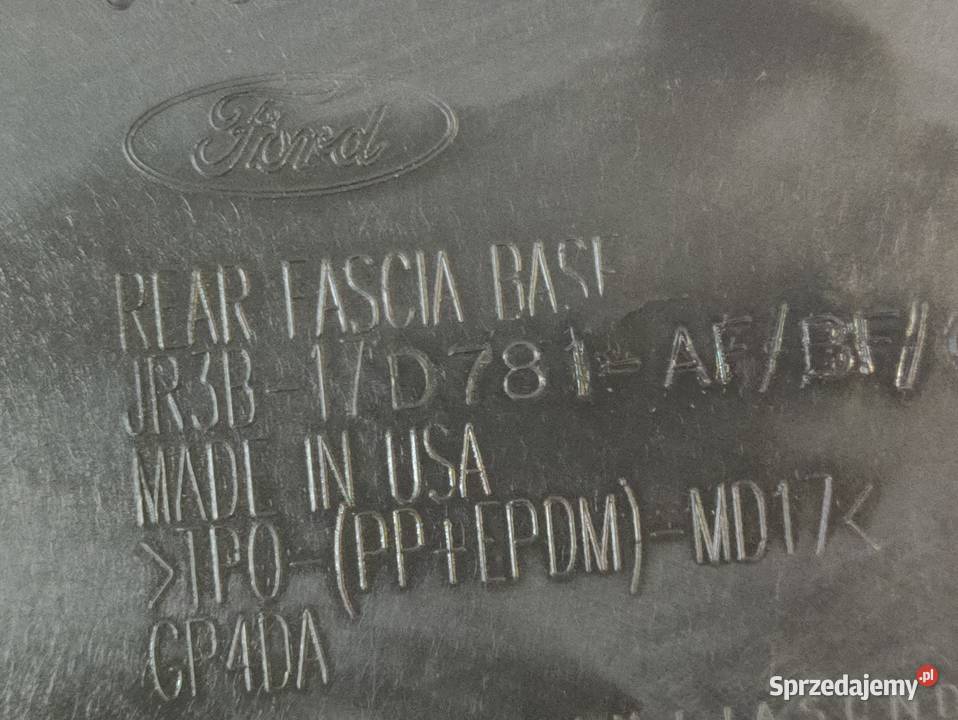 Ford
REAR FASCIA BASE
JR3B-17D781-AF/BF/
MADE IN USA
>TPO-(PP+EPDM)-MD17<
CP4DA
Sprzedajemy.pl